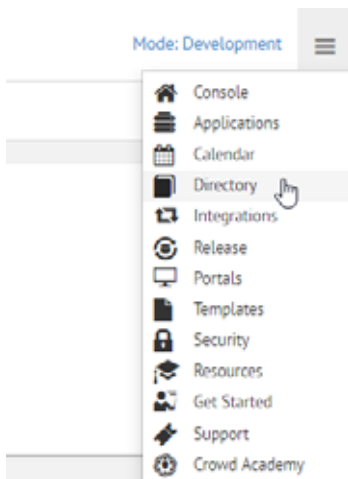 Mode: Development
Console
Applications
Calendar
Directory
Integrations
Release
Portals
Templates
Security
Resources
Get Started
Support
Crowd Academy